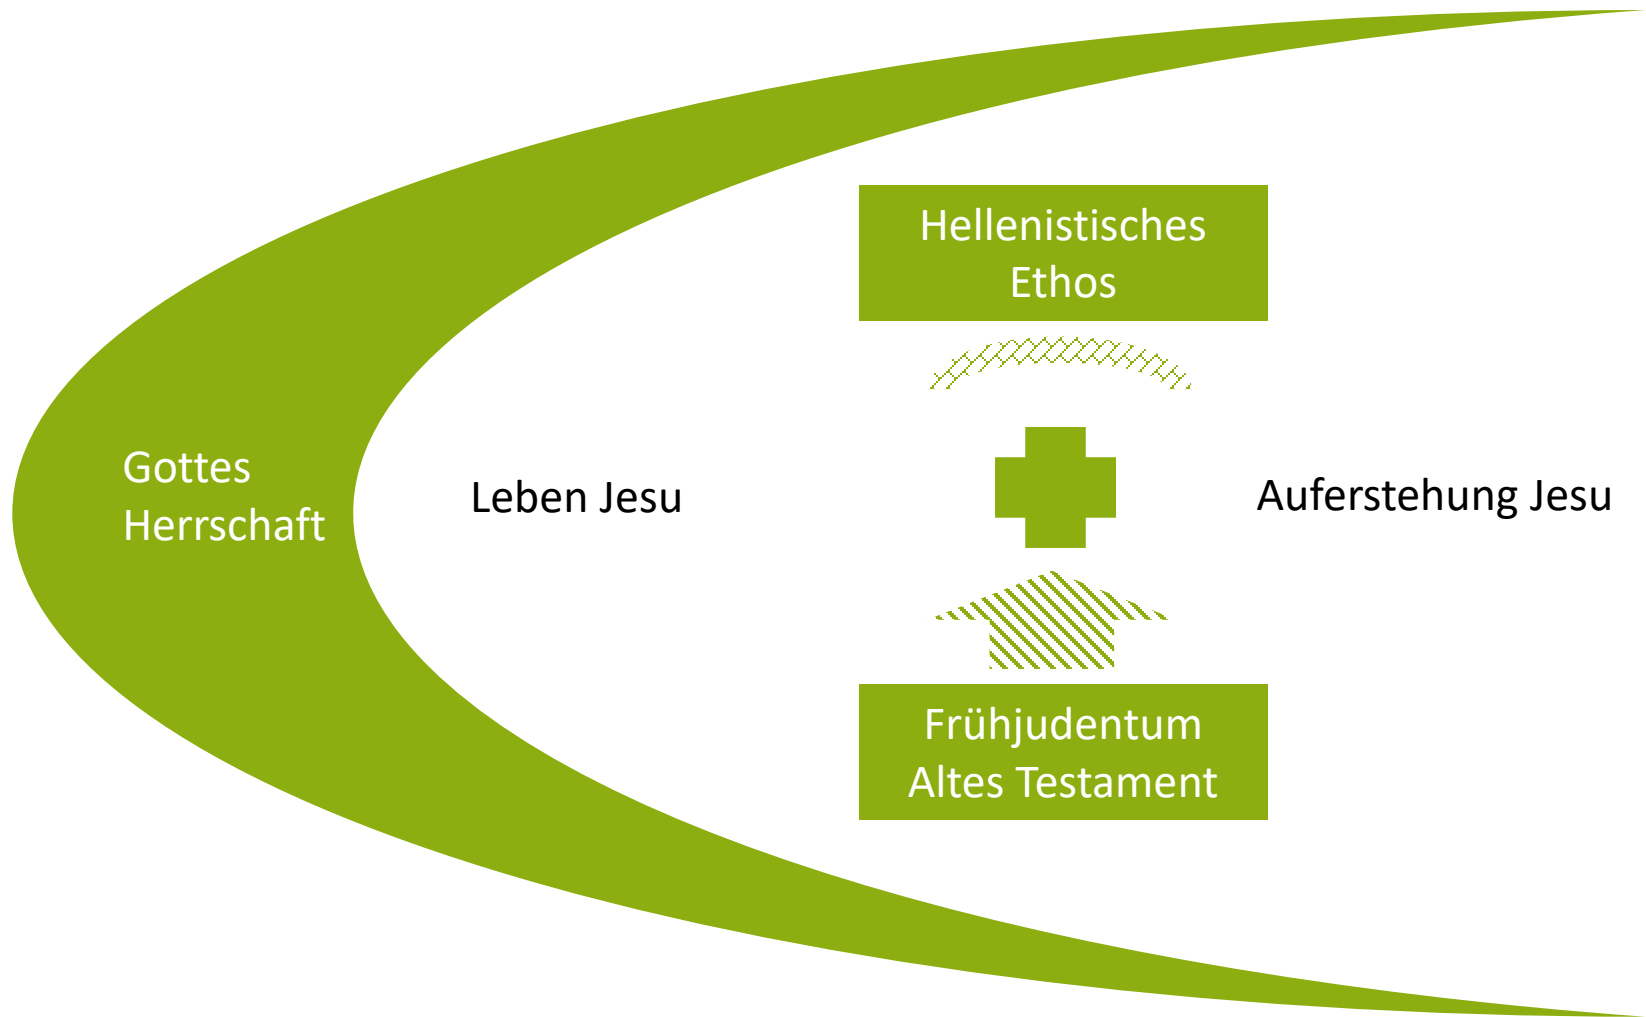 Hellenistisches
Ethos
Gottes
Herrschaft
Leben Jesu
Auferstehung Jesu
Frühjudentum
Altes Testament